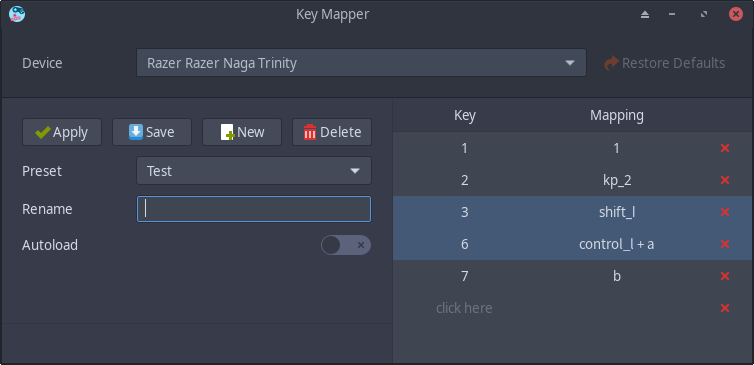 Key Mapper
Device
Razer Razer Naga Trinity
Restore Defaults
Apply
Save
New
Delete
Preset
Test
Rename
Autoload
Key Mapping
1 1
2 kp_2
3 shift_l
6 control_l + a
7 b
click here